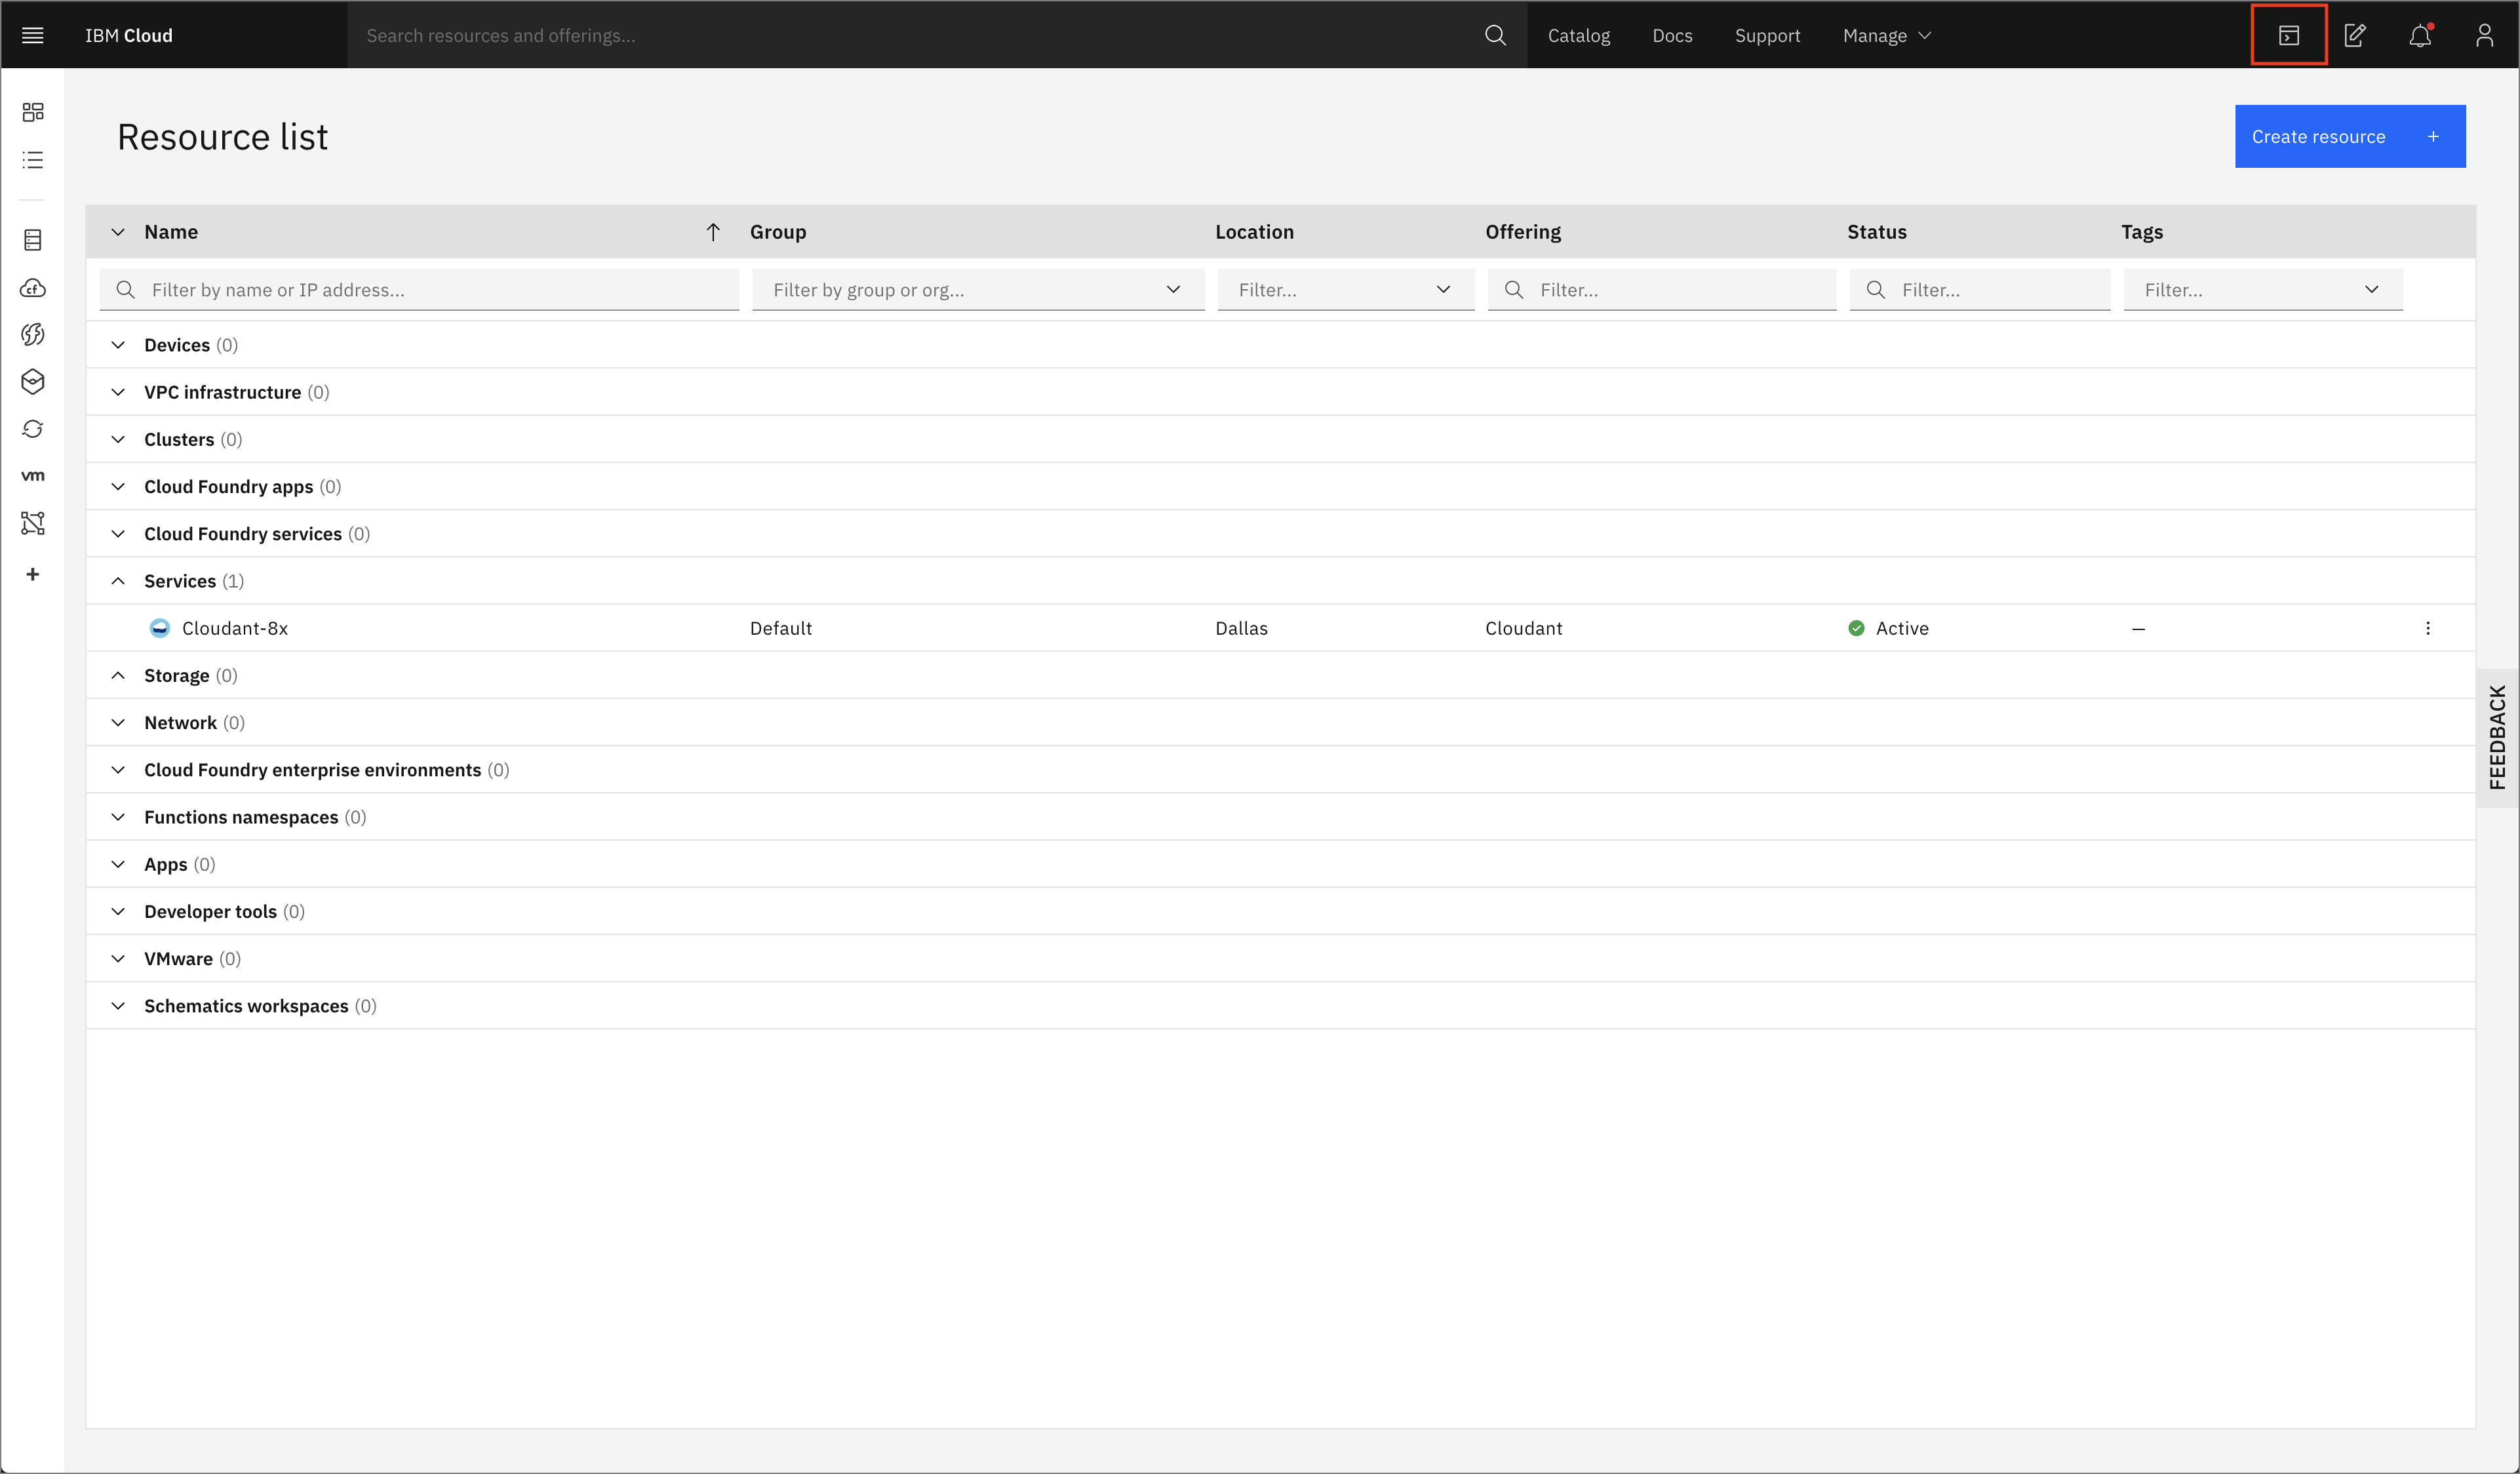 IBM Cloud
Search resources and offerings...
Catalog Docs Support Manage
Resource list
Create resource +
Name Group Location Offering Status Tags
Filter by name or IP address... Filter by group or org... Filter... Filter... Filter... Filter...
Devices (0)
VPC infrastructure (0)
Clusters (0)
Cloud Foundry apps (0)
Cloud Foundry services (0)
Services (1)
Cloudant-8x Default Dallas Cloudant Active –
Storage (0)
Network (0)
Cloud Foundry enterprise environments (0)
Functions namespaces (0)
Apps (0)
Developer tools (0)
VMware (0)
Schematics workspaces (0)
cf
vm
FEEDBACK